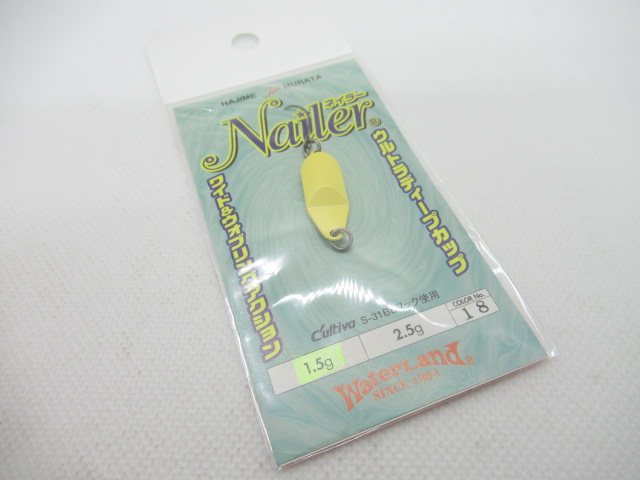 HAJIME MURATA
ネイラー
Nailer®
ウルトラディープカップ
ワイド&ウォブリングアクション
Cultiva S-31BLフック使用
1.5g
2.5g
COLOR No.
18
WaterLand
SINCE 1984